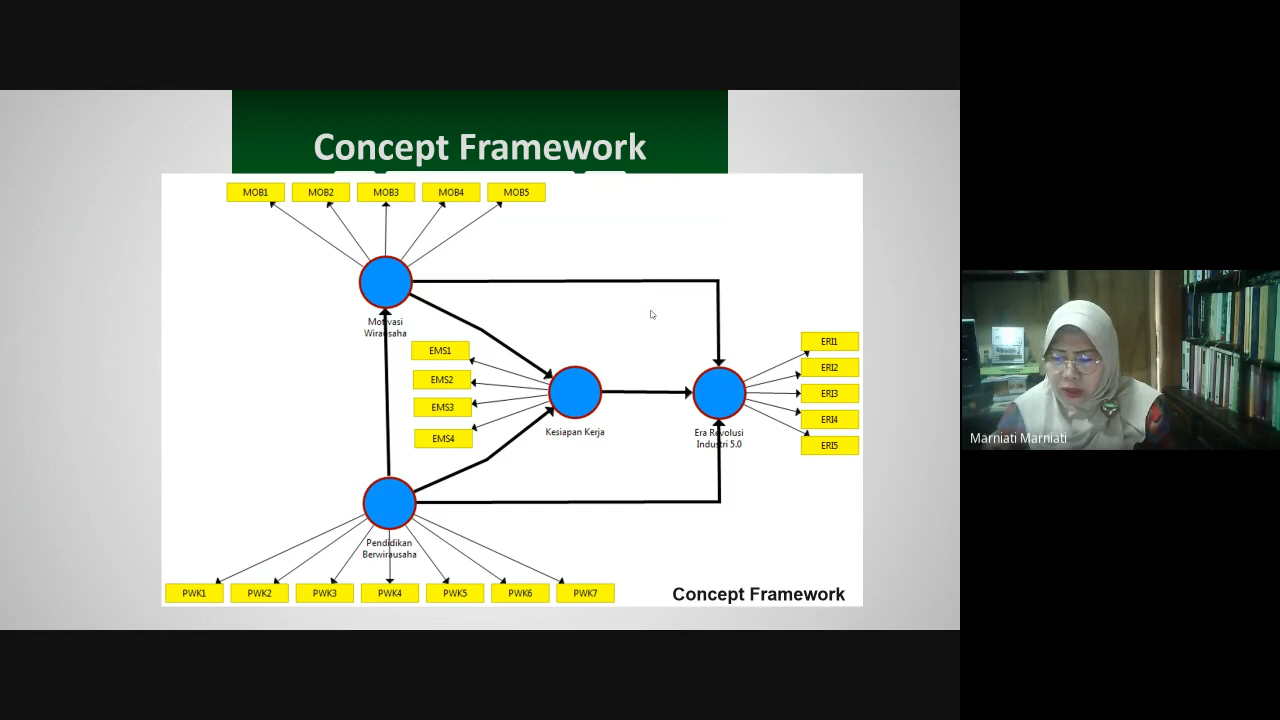 Concept Framework
MOB1 MOB2 MOB3 MOB4 MOB5
Motivasi
Wirausaha
EMS1
EMS2
EMS3
EMS4
Kesiapan Kerja
Era Revolusi
Industri 5.0
ERI1
ERI2
ERI3
ERI4
ERI5
Pendidikan
Berwirausaha
PWK1 PWK2 PWK3 PWK4 PWK5 PWK6 PWK7
Concept Framework
Marniati Marniati